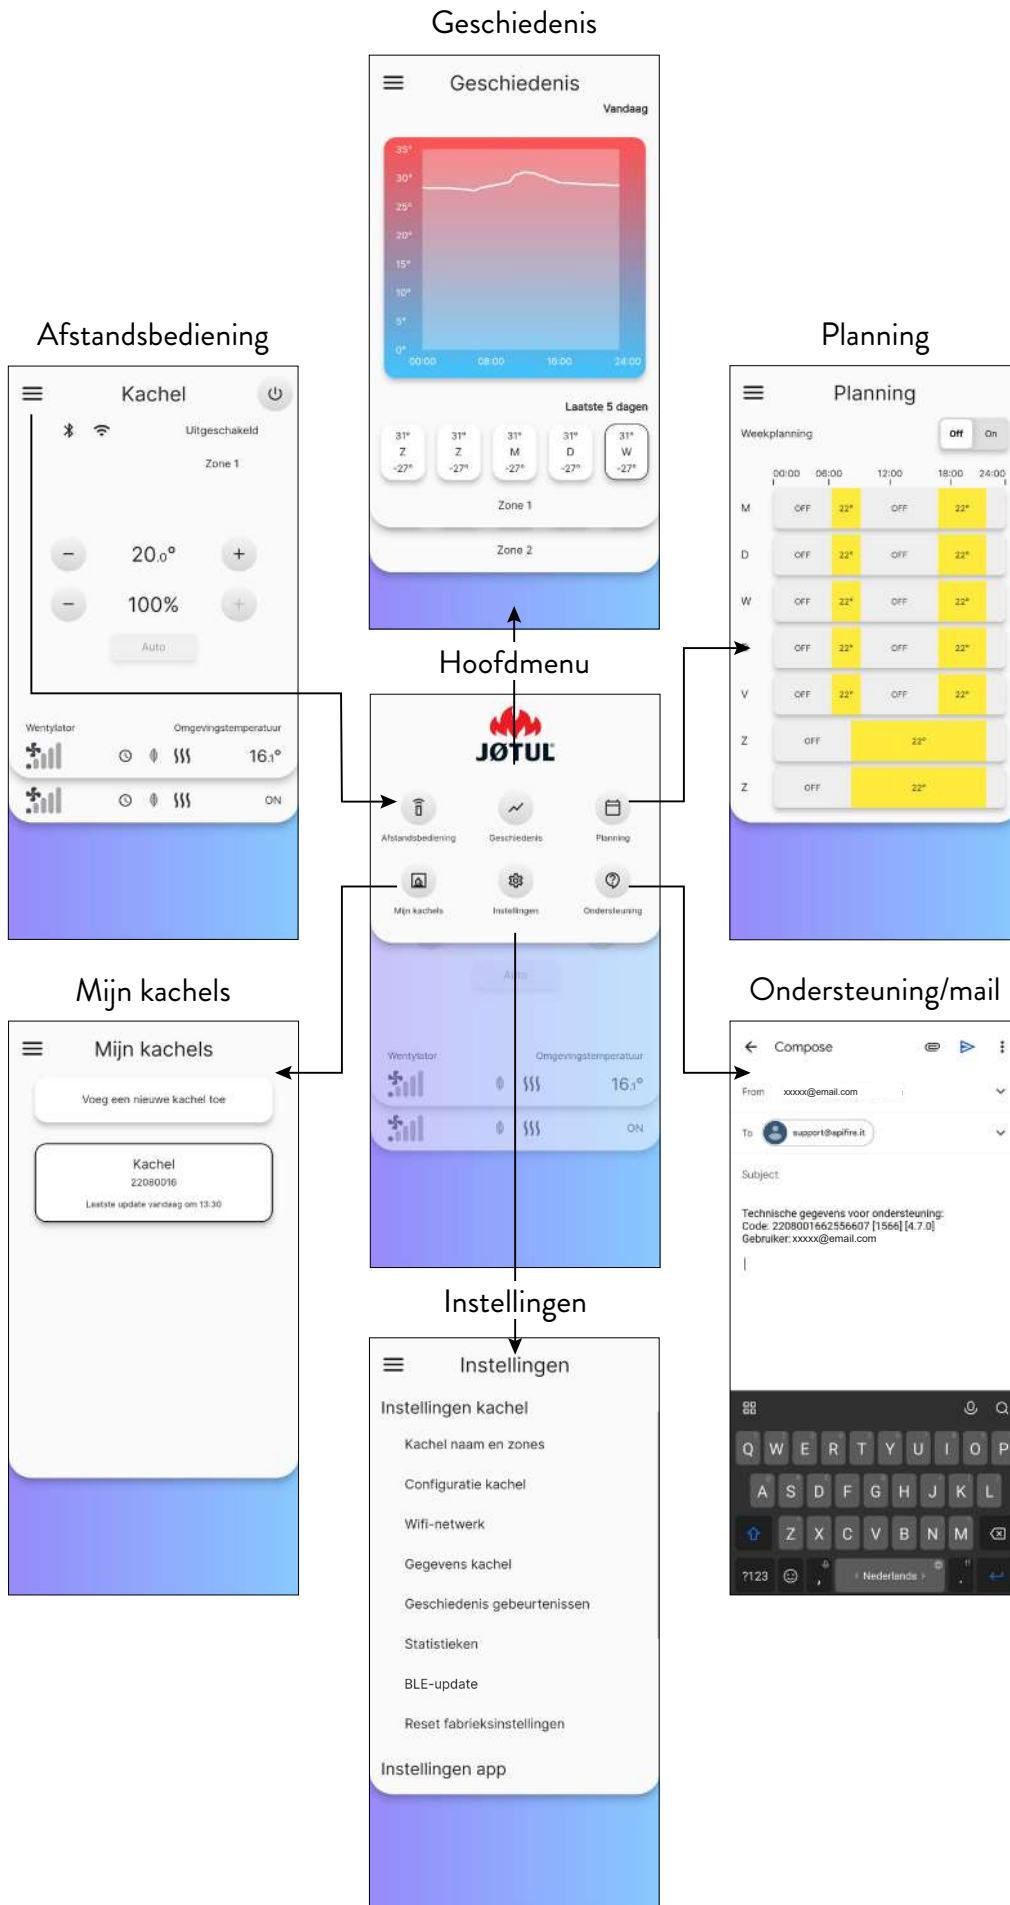 Geschiedenis
Geschiedenis
Vandaag
35°
30°
25°
20°
15°
10°
5°
0°
00:00 08:00 16:00 24:00
Laatste 5 dagen
31° 31° 31° 31° 31°
Z Z M D W
-27° -27° -27° -27° -27°
Zone 1
Zone 2
Afstandsbediening
Kachel
Uitgeschakeld
Zone 1
− 20.0° +
− 100% +
Auto
Wentylator Omgevingstemperatuur
16.1°
ON
Planning
Planning
Weekplanning Off On
00:00 06:00 12:00 18:00 24:00
M OFF 22° OFF 22°
D OFF 22° OFF 22°
W OFF 22° OFF 22°
OFF 22° OFF 22°
V OFF 22° OFF 22°
Z OFF 22°
Z OFF 22°
Hoofdmenu
JØTUL
Afstandsbediening Geschiedenis Planning
Mijn kachels Instellingen Ondersteuning
Auto
Wentylator Omgevingstemperatuur
16.1°
ON
Mijn kachels
Mijn kachels
Voeg een nieuwe kachel toe
Kachel
22080016
Laatste update vandaag om 13:30
Ondersteuning/mail
Compose
From xxxxx@email.com
To support@apifire.it
Subject
Technische gegevens voor ondersteuning:
Code: 2208001662556607 [1566] [4.7.0]
Gebruiker: xxxxx@email.com
Q W E R T Y U I O P
A S D F G H J K L
Z X C V B N M
?123 , Nederlands .
Instellingen
Instellingen
Instellingen kachel
Kachel naam en zones
Configuratie kachel
Wifi-netwerk
Gegevens kachel
Geschiedenis gebeurtenissen
Statistieken
BLE-update
Reset fabrieksinstellingen
Instellingen app